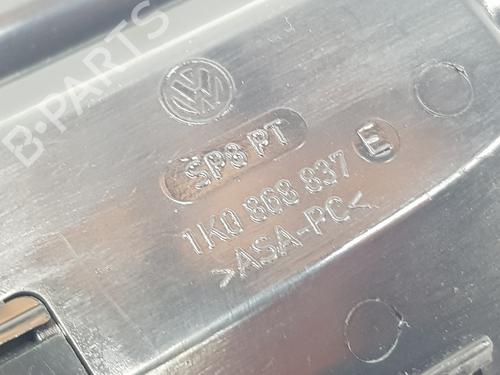 B-PARTS
SP8 PT
1K0 868 837 E
>ASA-PC<